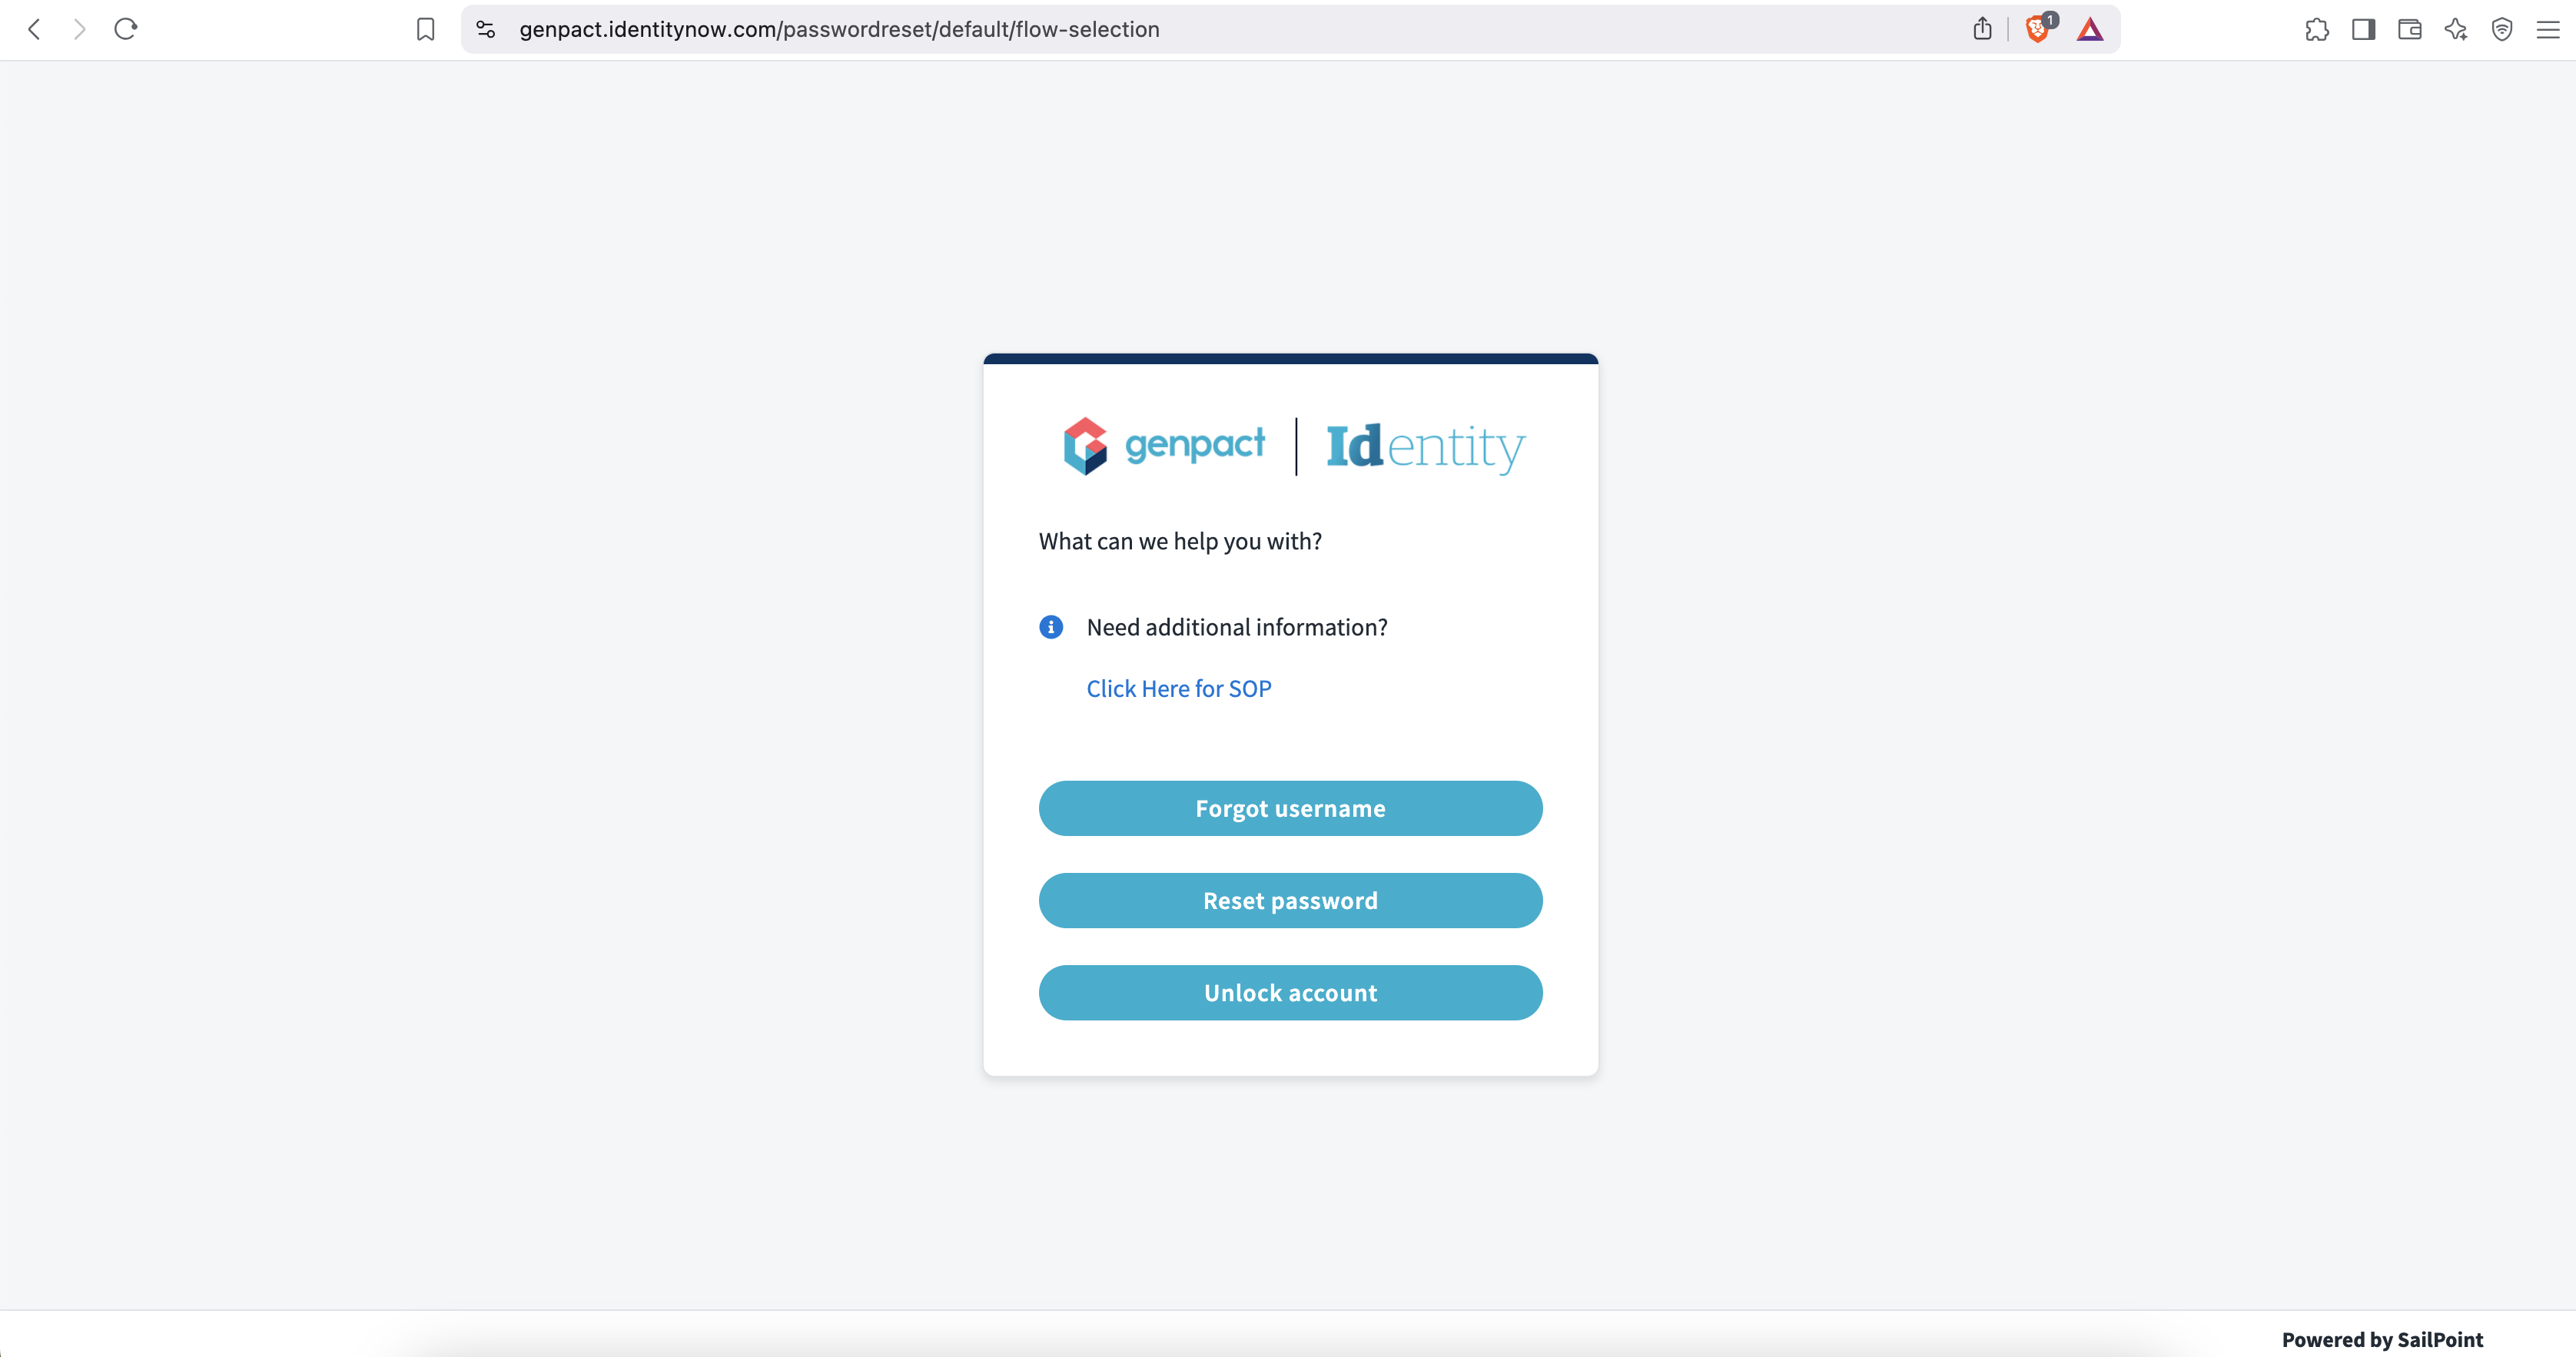 genpact.identitynow.com/passwordreset/default/flow-selection
1
genpact | Identity
What can we help you with?
Need additional information?
Click Here for SOP
Forgot username
Reset password
Unlock account
Powered by SailPoint